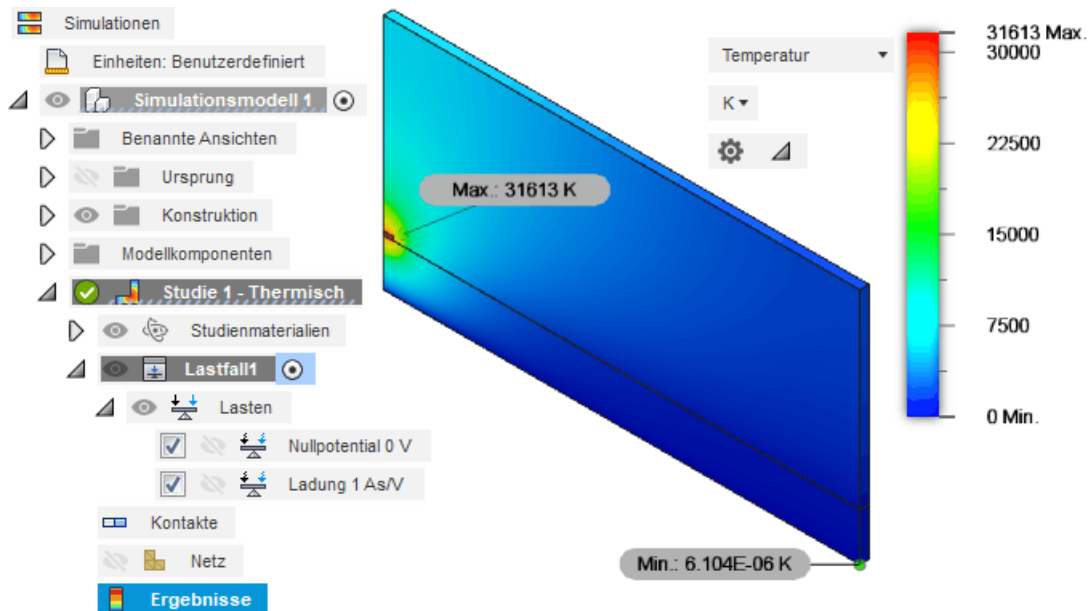 Simulationen
Einheiten: Benutzerdefiniert
Simulationsmodell 1
Benannte Ansichten
Ursprung
Konstruktion
Modellkomponenten
Studie 1 - Thermisch
Studienmaterialien
Lastfall1
Lasten
Nullpotential 0 V
Ladung 1 As/V
Kontakte
Netz
Ergebnisse
Max.: 31613 K
Min.: 6.104E-06 K
Temperatur
K
31613 Max.
30000
22500
15000
7500
0 Min.